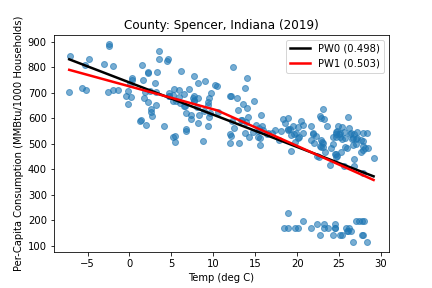 County: Spencer, Indiana (2019)
Per-Capita Consumption (MMBtu/1000 Households)
900
800
700
600
500
400
300
200
100
PW0 (0.498)
PW1 (0.503)
−5 0 5 10 15 20 25 30
Temp (deg C)